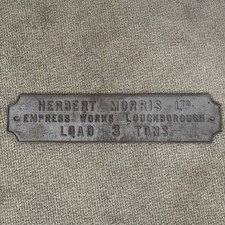 HERBERT MORRIS LTD.
EMPRESS WORKS LOUGHBOROUGH
LOAD 3 TONS.